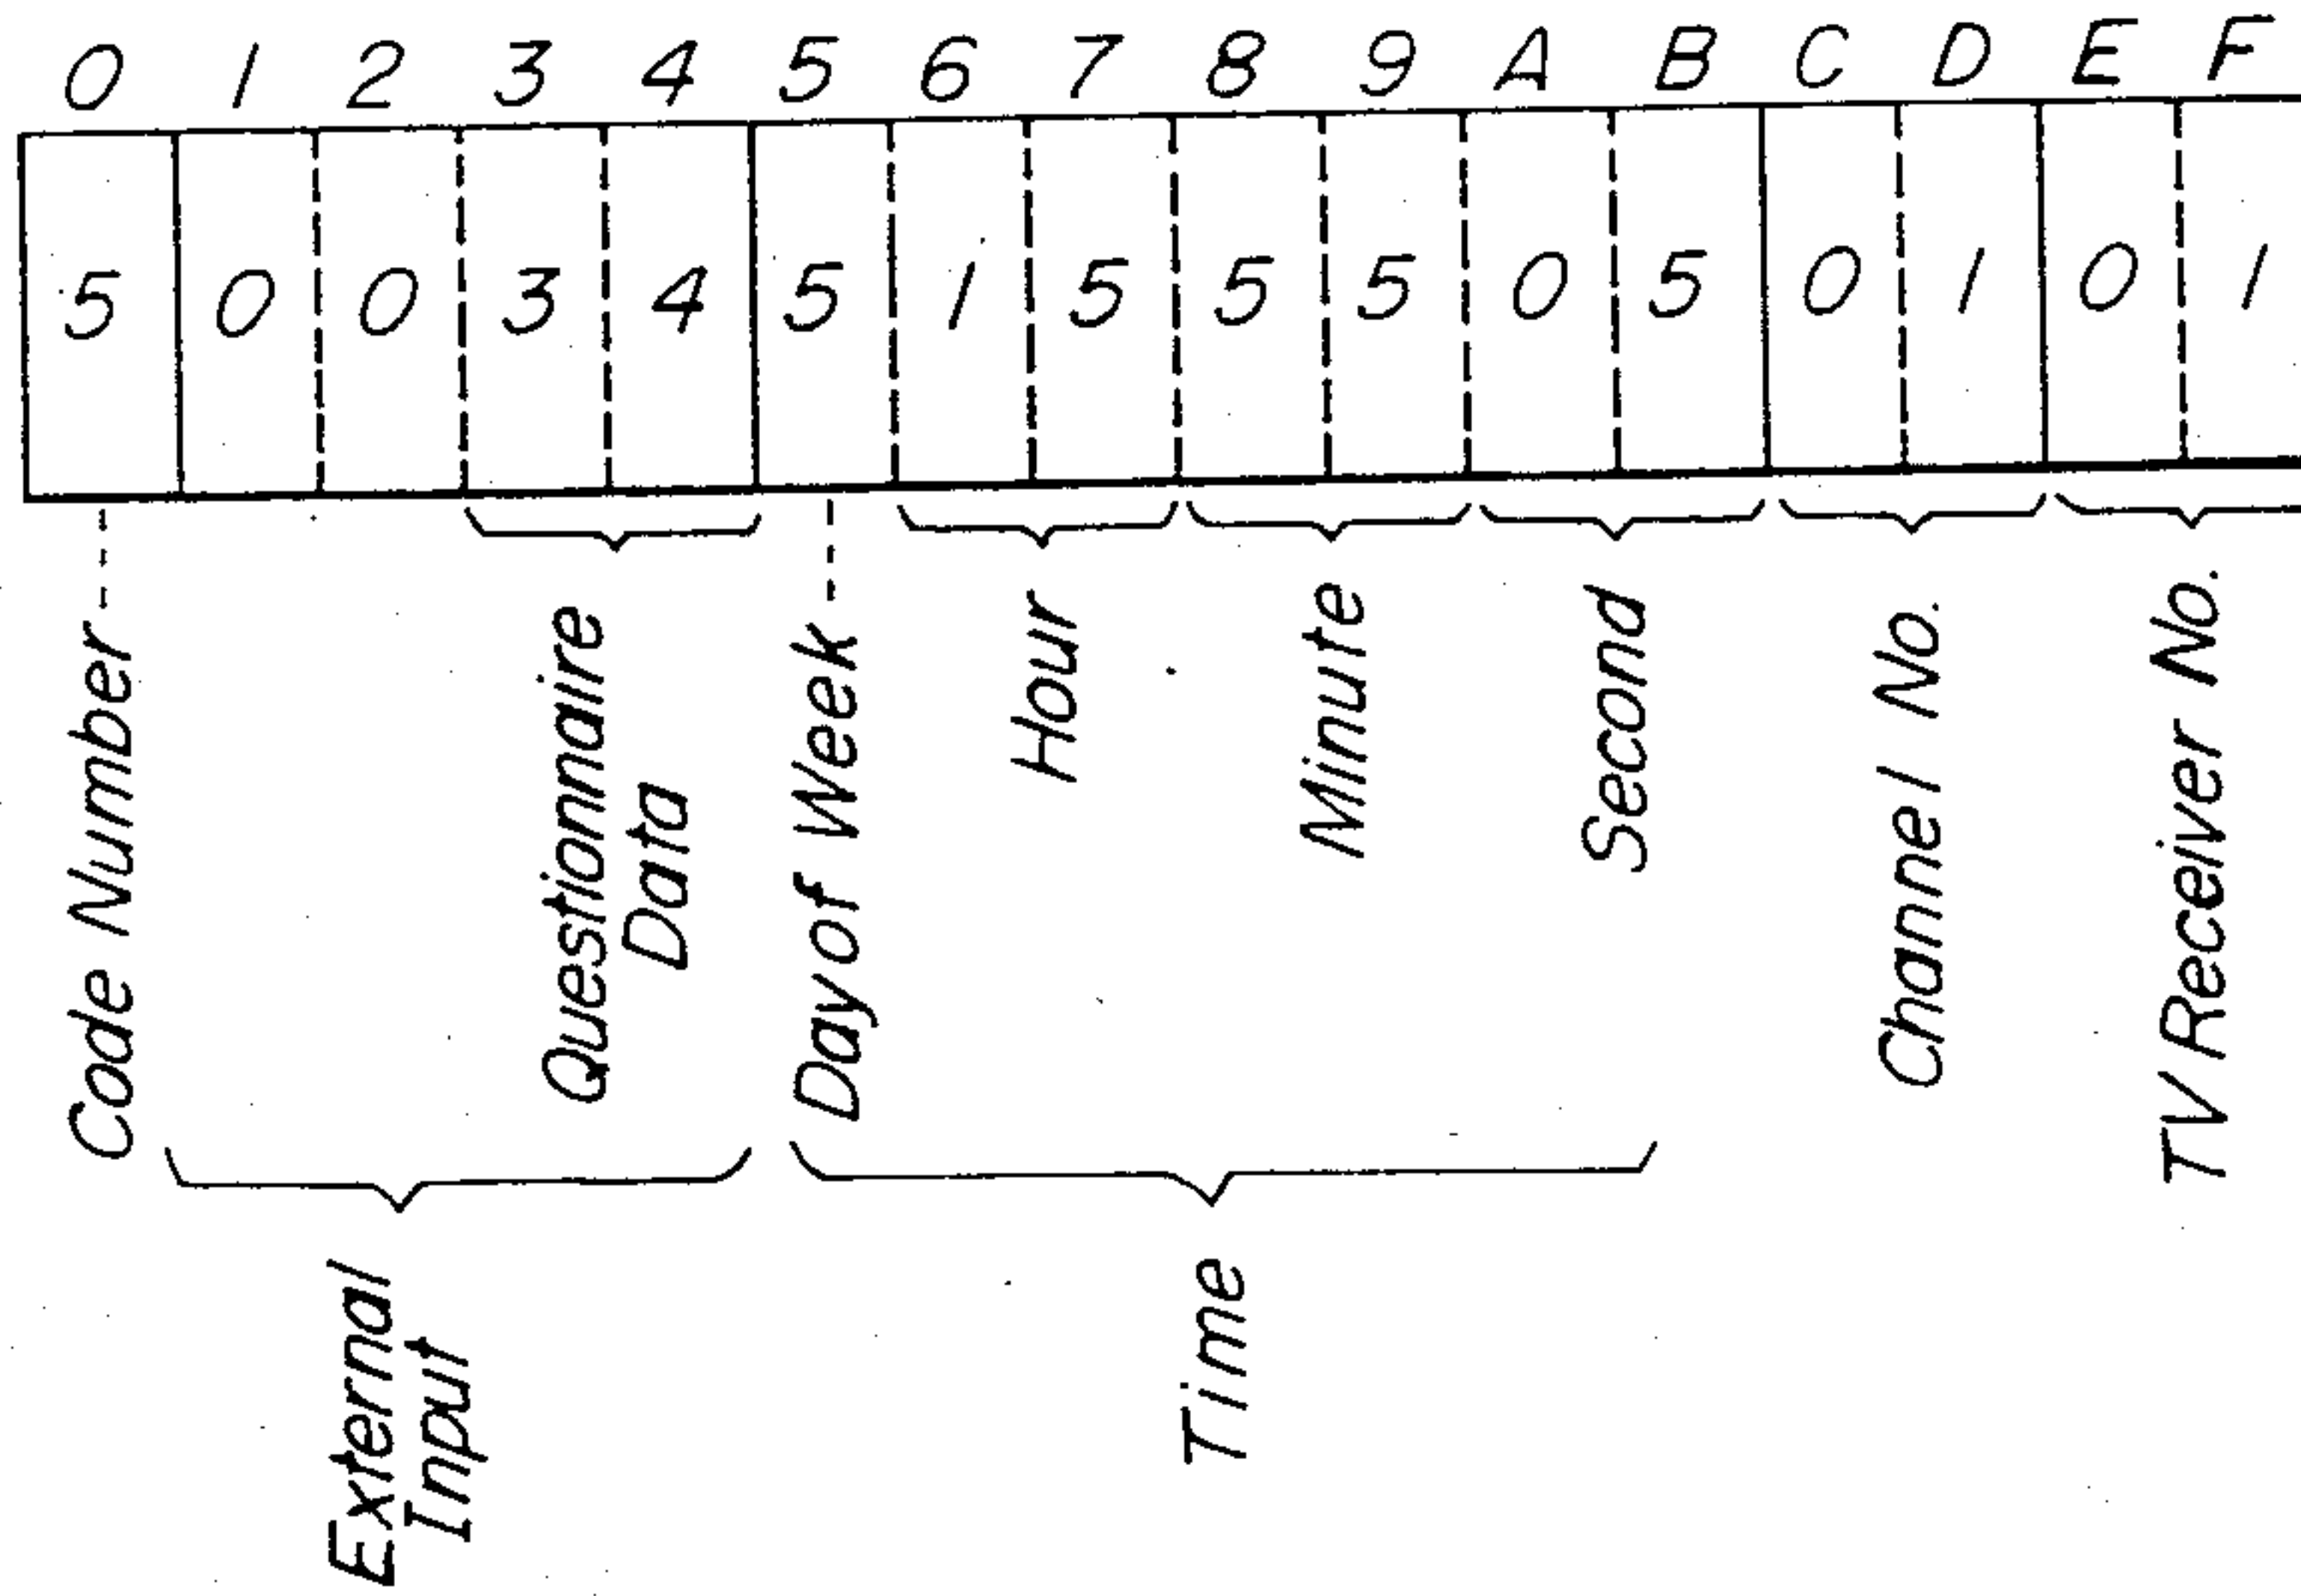 0 1 2 3 4 5 6 7 8 9 A B C D E F
5 0 0 3 4 5 1 5 5 5 0 5 0 1 0 1
Code Number
Questionnaire
Data
Day of Week
Hour
Minute
Second
Channel No.
TV Receiver No.
External
Input
Time